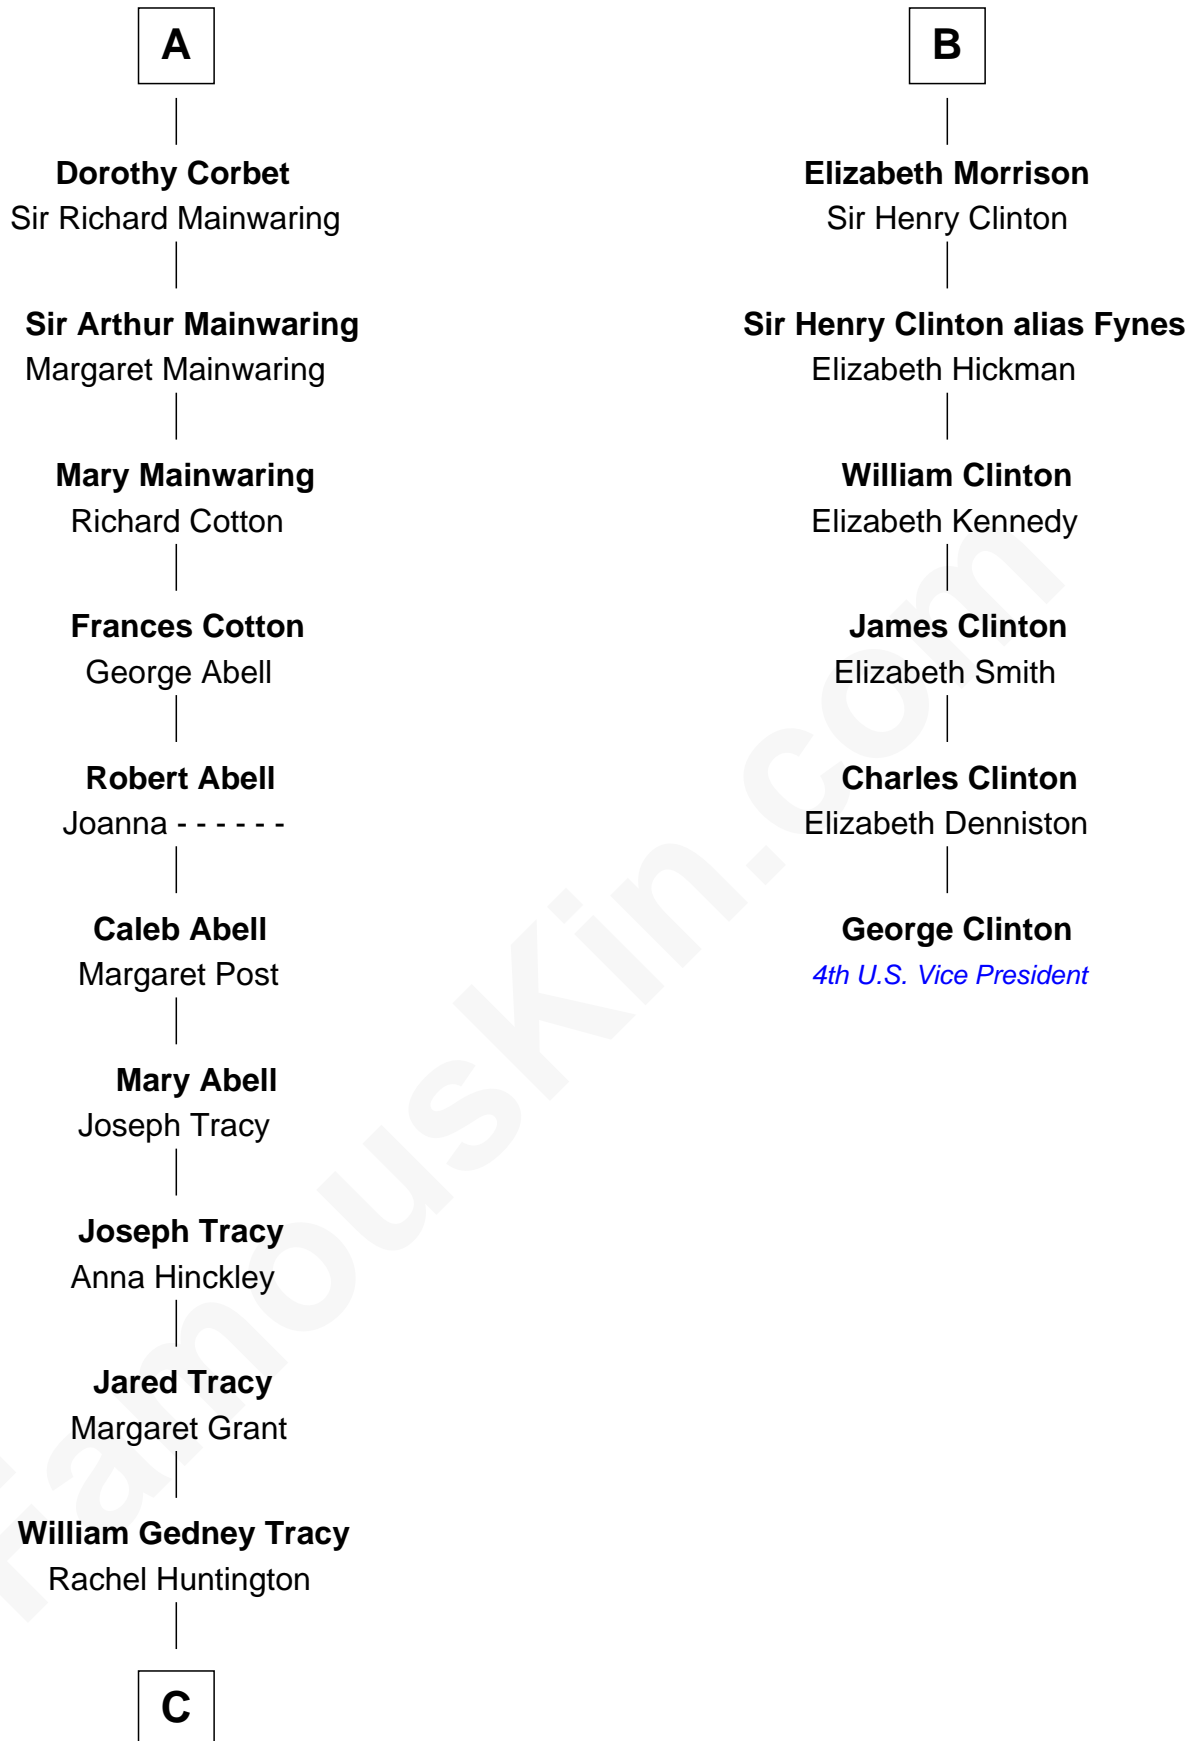 A
Dorothy Corbet
Sir Richard Mainwaring
Sir Arthur Mainwaring
Margaret Mainwaring
Mary Mainwaring
Richard Cotton
Frances Cotton
George Abell
Robert Abell
Joanna - - - - - -
Caleb Abell
Margaret Post
Mary Abell
Joseph Tracy
Joseph Tracy
Anna Hinckley
Jared Tracy
Margaret Grant
William Gedney Tracy
Rachel Huntington
C
B
Elizabeth Morrison
Sir Henry Clinton
Sir Henry Clinton alias Fynes
Elizabeth Hickman
William Clinton
Elizabeth Kennedy
James Clinton
Elizabeth Smith
Charles Clinton
Elizabeth Denniston
George Clinton
4th U.S. Vice President
FamousKin.com